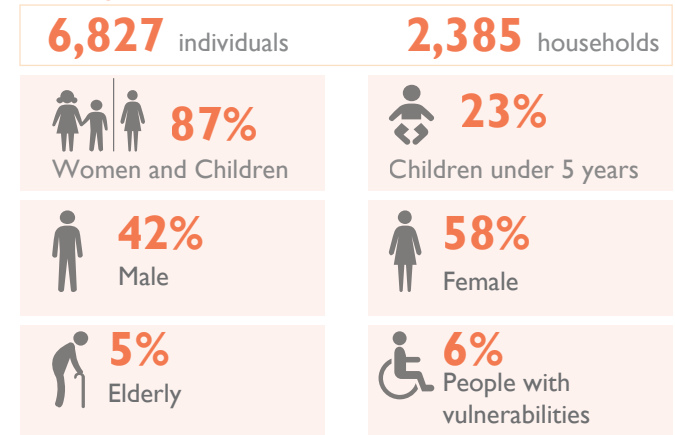 6,827 individuals
2,385 households
87%
Women and Children
23%
Children under 5 years
42%
Male
58%
Female
5%
Elderly
6%
People with
vulnerabilities